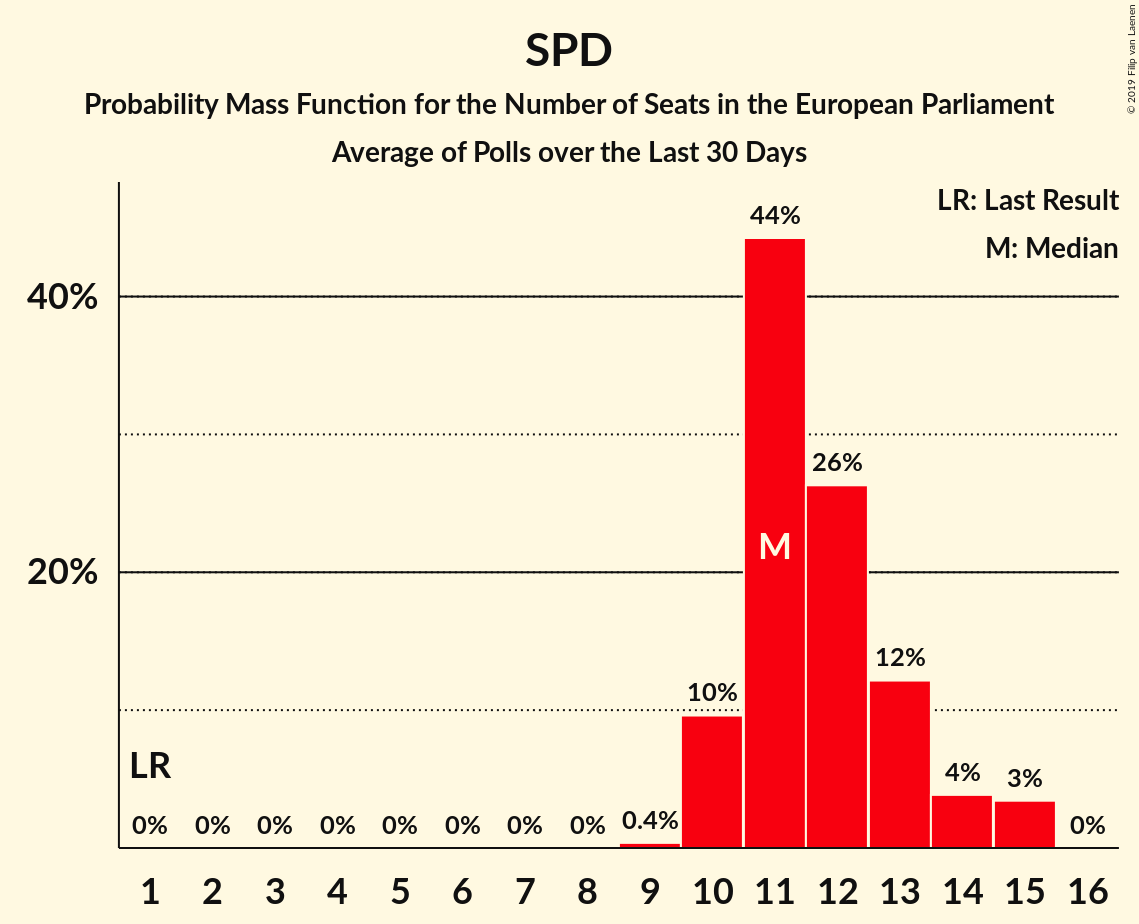 SPD
Probability Mass Function for the Number of Seats in the European Parliament
Average of Polls over the Last 30 Days
© 2019 Filip van Laenen
LR: Last Result
M: Median
44%
40%
26%
M
20%
12%
10%
LR
4%
3%
0% 0% 0% 0% 0% 0% 0% 0% 0.4% 0%
1 2 3 4 5 6 7 8 9 10 11 12 13 14 15 16